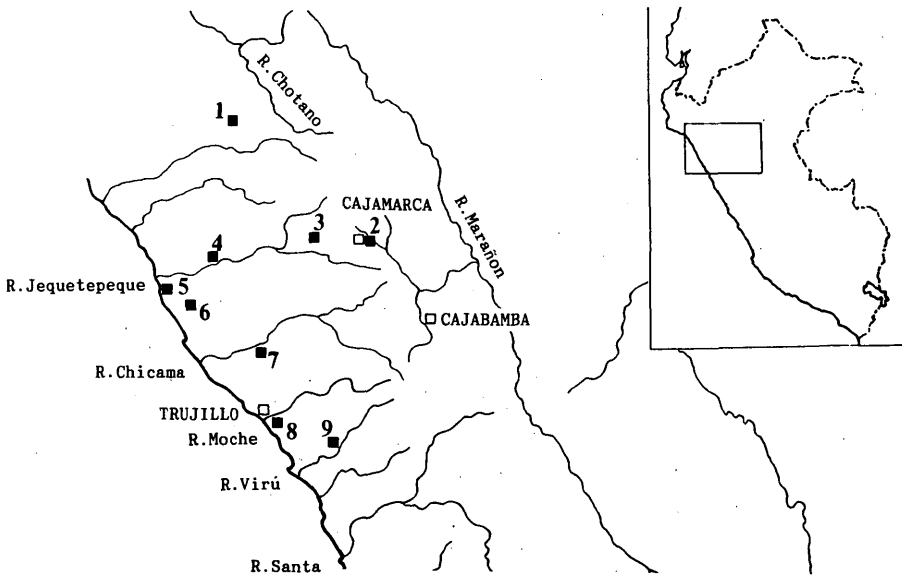 R.Chotano
1
CAJAMARCA
R.Marañon
3
2
4
R.Jequetepeque
5
6
CAJABAMBA
7
R.Chicama
TRUJILLO
8
9
R.Moche
R.Virú
R.Santa